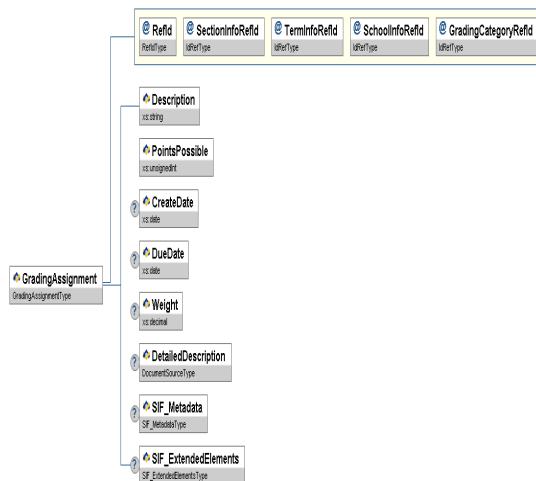 @ RefId @ SectionInfoRefId @ TermInfoRefId @ SchoolInfoRefId @ GradingCategoryRefId
RefIdType IdRefType IdRefType IdRefType IdRefType
Description
xs:string
PointsPossible
xs:unsignedInt
? CreateDate
xs:date
? DueDate
xs:date
GradingAssignment
GradingAssignmentType
? Weight
xs:decimal
? DetailedDescription
DocumentSourceType
? SIF_Metadata
SIF_MetadataType
? SIF_ExtendedElements
SIF_ExtendedElementsType